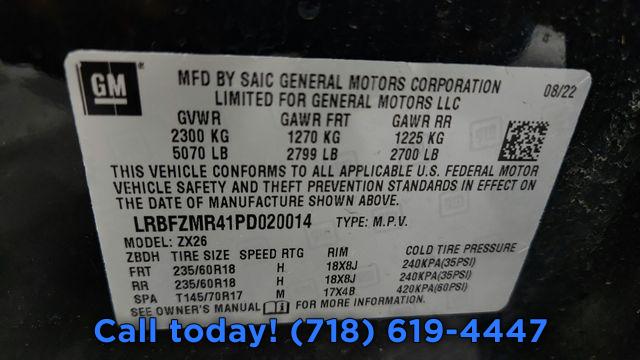 GM
MFD BY SAIC GENERAL MOTORS CORPORATION
LIMITED FOR GENERAL MOTORS LLC
08/22
GVWR GAWR FRT GAWR RR
2300 KG 1270 KG 1225 KG
5070 LB 2799 LB 2700 LB
THIS VEHICLE CONFORMS TO ALL APPLICABLE U.S. FEDERAL MOTOR
VEHICLE SAFETY AND THEFT PREVENTION STANDARDS IN EFFECT ON
THE DATE OF MANUFACTURE SHOWN ABOVE.
LRBFZMR41PD020014 TYPE: M.P.V.
MODEL: ZX26
ZBDH TIRE SIZE SPEED RTG RIM COLD TIRE PRESSURE
FRT 235/60R18 H 18X8J 240KPA(35PSI)
RR 235/60R18 H 18X8J 240KPA(35PSI)
SPA T145/70R17 M 17X4B 420KPA(60PSI)
SEE OWNER'S MANUAL FOR MORE INFORMATION.
Call today! (718) 619-4447